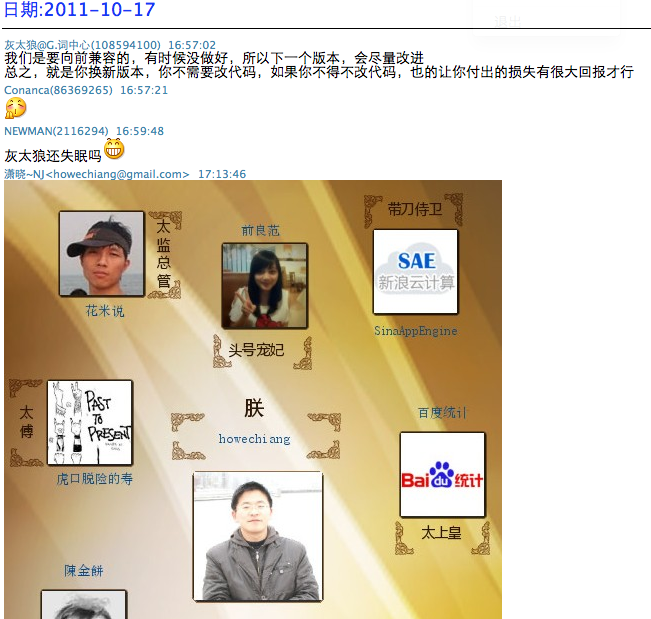 日期:2011-10-17
退出
灰太狼@G.词中心(108594100) 16:57:02
我们是要向前兼容的，有时候没做好，所以下一个版本，会尽量改进
总之，就是你换新版本，你不需要改代码，如果你不得不改代码，也的让你付出的损失有很大回报才行
Conanca(86369265) 16:57:21
NEWMAN(2116294) 16:59:48
灰太狼还失眠吗
潇晓~NJ<howechiang@gmail.com> 17:13:46
太监总管
花米说
前良范
头号宠妃
带刀侍卫
SAE
新浪云计算
SinaAppEngine
太傅
PAST
TO
PRESENT
虎口脱险的寿
朕
howechiang
百度统计
Baidu统计
太上皇
陳金餅